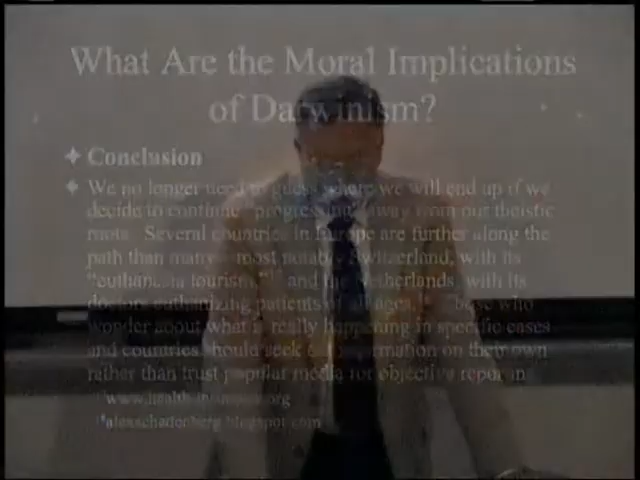 What Are the Moral Implications
of Darwinism?
Conclusion
We no longer need to guess where we will end up if we
decide to continue "progressing" away from our theistic
roots. Several countries in Europe are further along the
path than many - most notably Switzerland, with its
"euthanasia tourism," and the Netherlands, with its
doctors euthanizing patients of all ages. Those who
wonder about what is really happening in specific cases
and countries should seek out information on their own
rather than trust popular media for objective
alexschadenberg.blogspot.com